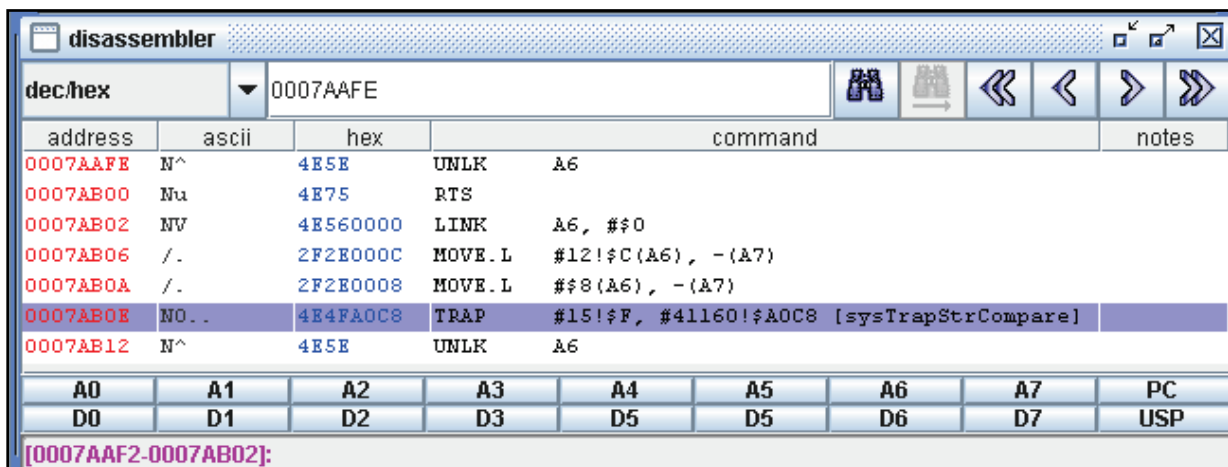 disassembler
dec/hex 0007AAFE
address ascii hex command notes
0007AAFE N^ 4E5E UNLK A6
0007AB00 Nu 4E75 RTS
0007AB02 NV 4E560000 LINK A6, #$0
0007AB06 /. 2F2E000C MOVE.L #12!$C(A6), -(A7)
0007AB0A /. 2F2E0008 MOVE.L #$8(A6), -(A7)
0007AB0E NO.. 4E4FA0C8 TRAP #15!$F, #41160!$A0C8 [sysTrapStrCompare]
0007AB12 N^ 4E5E UNLK A6
A0 A1 A2 A3 A4 A5 A6 A7 PC
D0 D1 D2 D3 D5 D5 D6 D7 USP
[0007AAF2-0007AB02]: